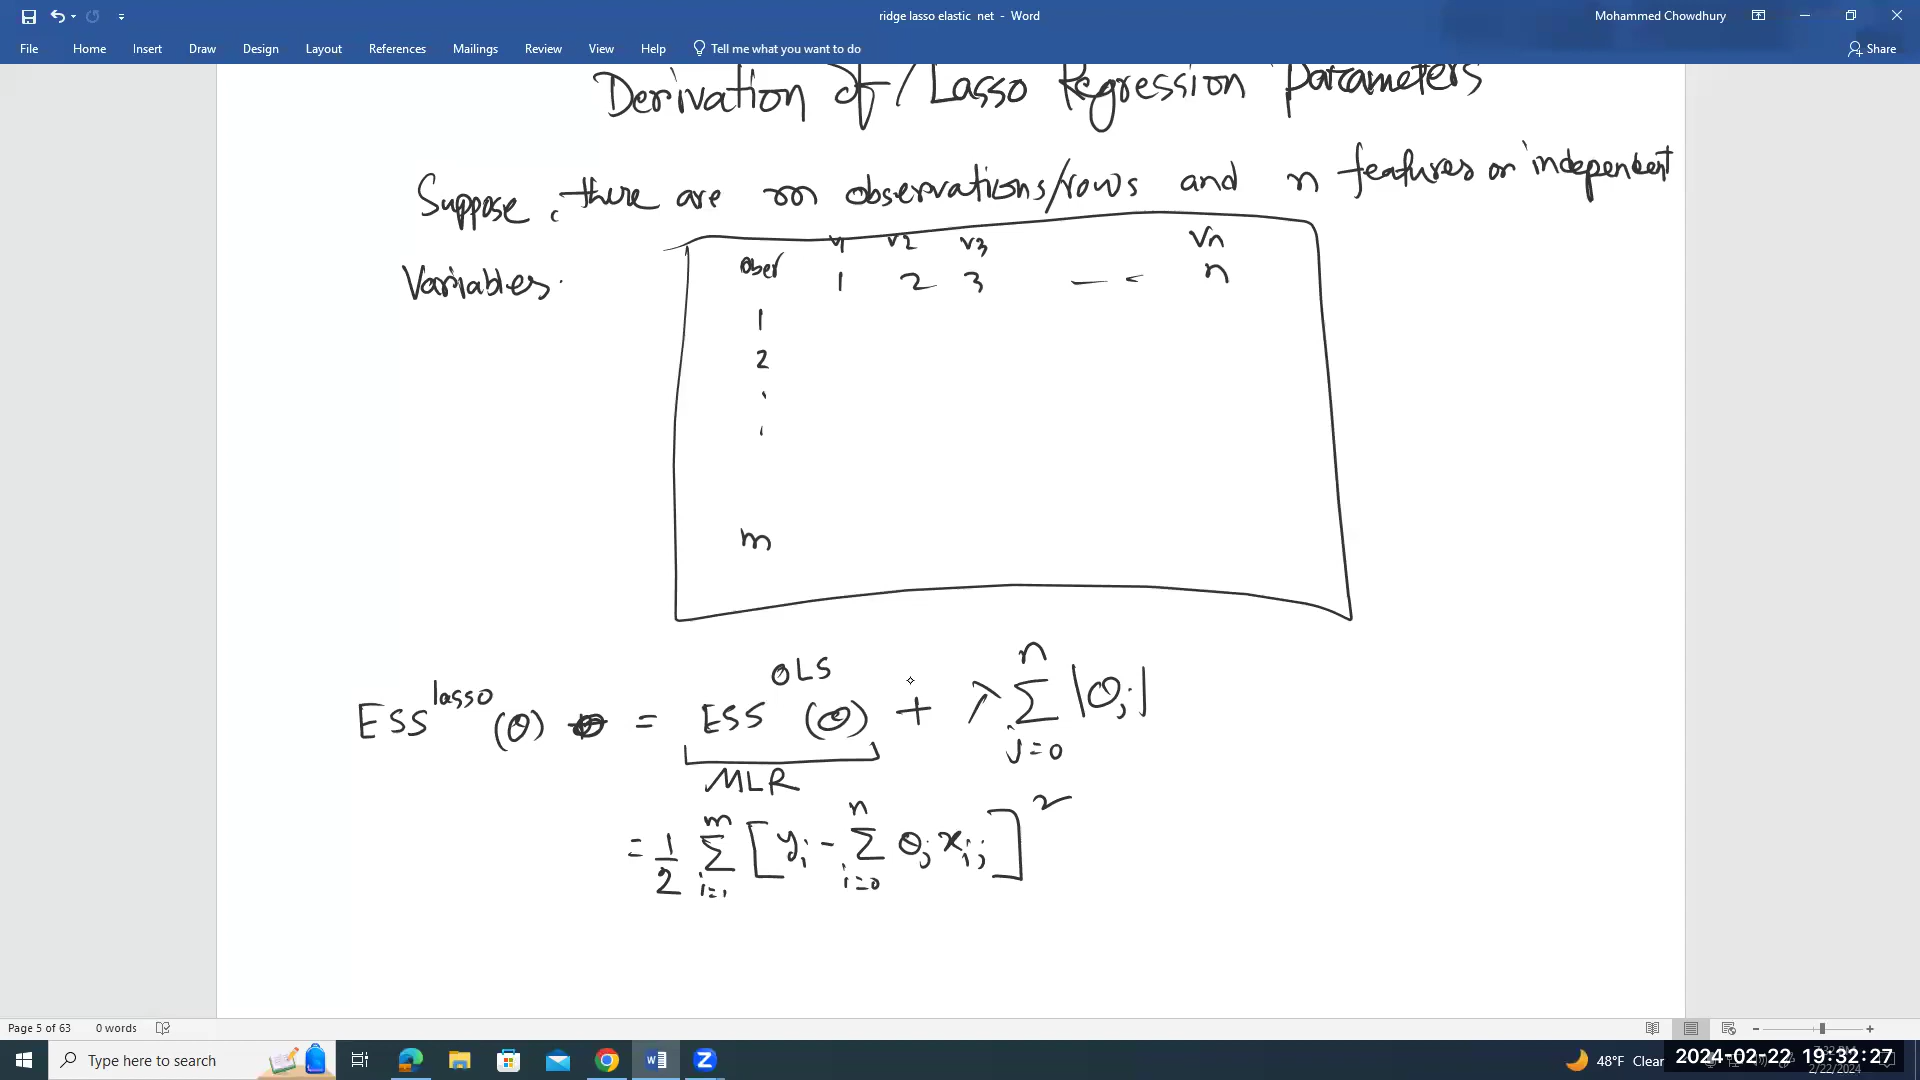 ridge lasso elastic net - Word
Mohammed Chowdhury
File Home Insert Draw Design Layout References Mailings Review View Help Tell me what you want to do
Share
Derivation of / Lasso Regression Parameters
Suppose, there are m observations/rows and n features or independent
Variables.
V1 V2 V3 Vn
obser 1 2 3 - - n
1
2
.
.
m
ESS^lasso (θ) = ESS^OLS (θ) + λ Σ_{j=0}^{n} |θj|
MLR
= 1/2 Σ_{i=1}^{m} [yi - Σ_{i=0}^{n} θj xij]^2
Page 5 of 63 0 words
Type here to search
48°F Clear
2024-02-22 19:32:27
2/22/2024